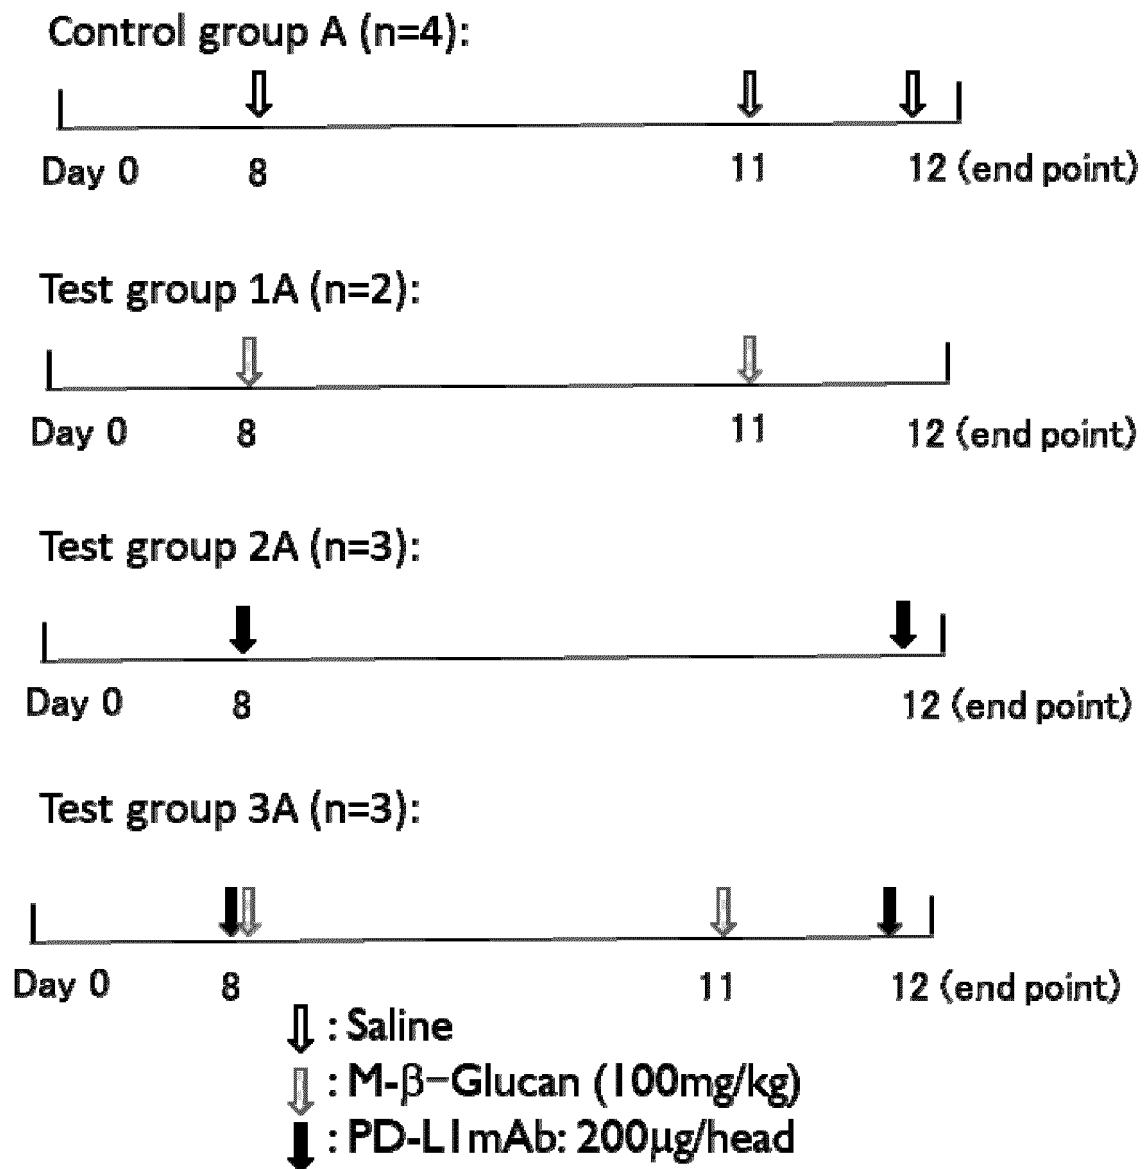 Control group A (n=4):
Day 0 8 11 12 (end point)
Test group 1A (n=2):
Day 0 8 11 12 (end point)
Test group 2A (n=3):
Day 0 8 12 (end point)
Test group 3A (n=3):
Day 0 8 11 12 (end point)
: Saline
: M-β-Glucan (100mg/kg)
: PD-L1mAb: 200μg/head